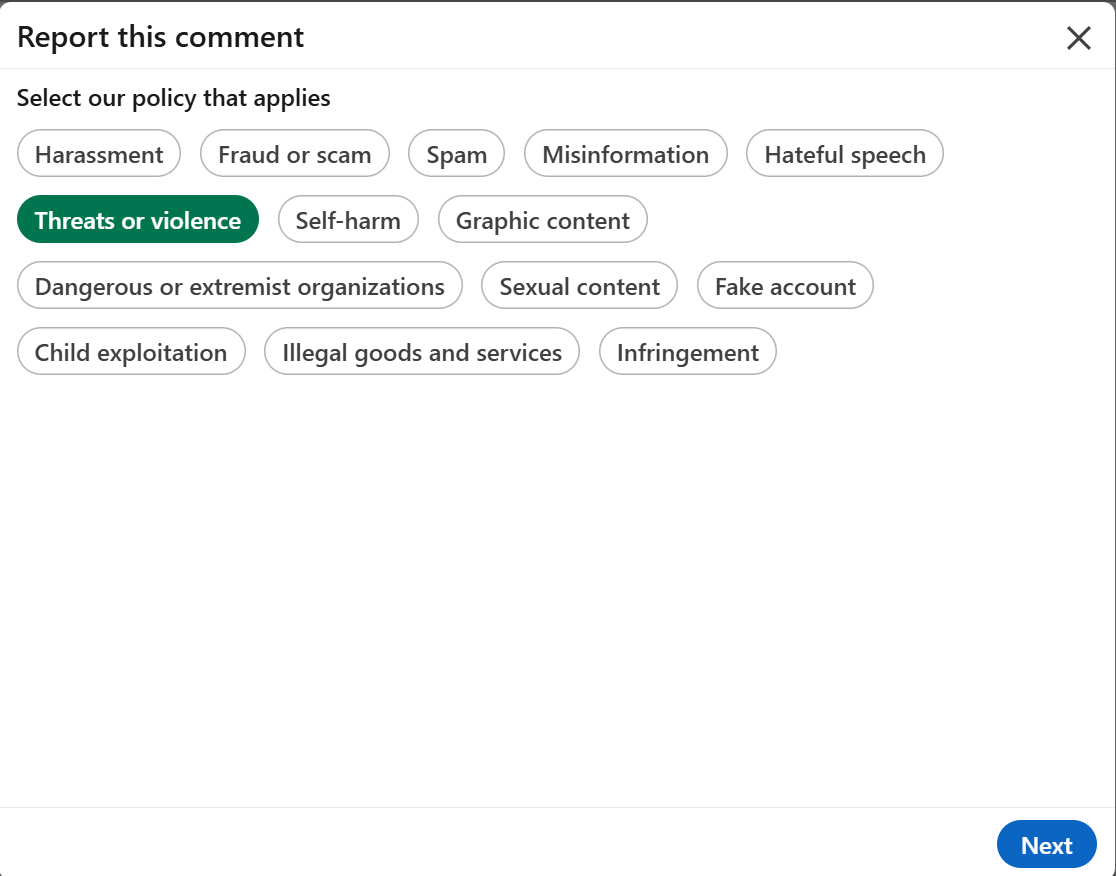 Report this comment
Select our policy that applies
Harassment Fraud or scam Spam Misinformation Hateful speech
Threats or violence Self-harm Graphic content
Dangerous or extremist organizations Sexual content Fake account
Child exploitation Illegal goods and services Infringement
Next